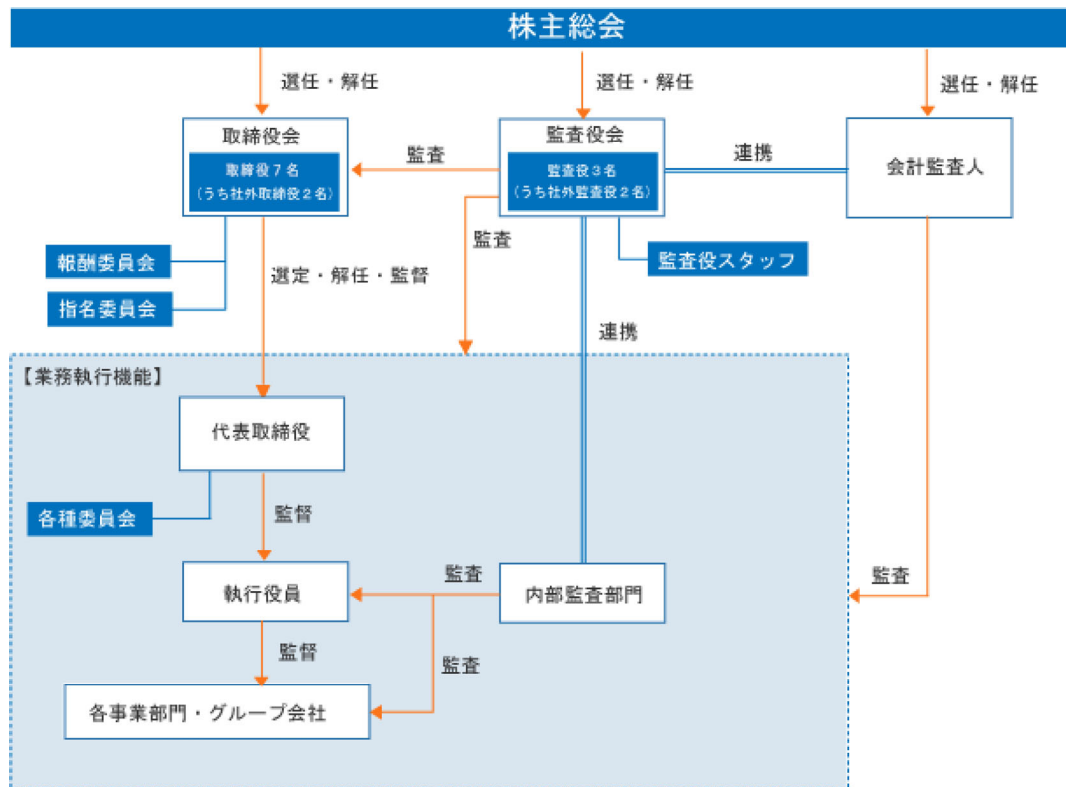 株主総会
選任・解任
選任・解任
選任・解任
取締役会
取締役7名
(うち社外取締役2名)
監査
監査役会
監査役3名
(うち社外監査役2名)
連携
会計監査人
報酬委員会
指名委員会
選定・解任・監督
監査
監査役スタッフ
連携
【業務執行機能】
代表取締役
各種委員会
監督
執行役員
監査
内部監査部門
監査
監督
監査
各事業部門・グループ会社